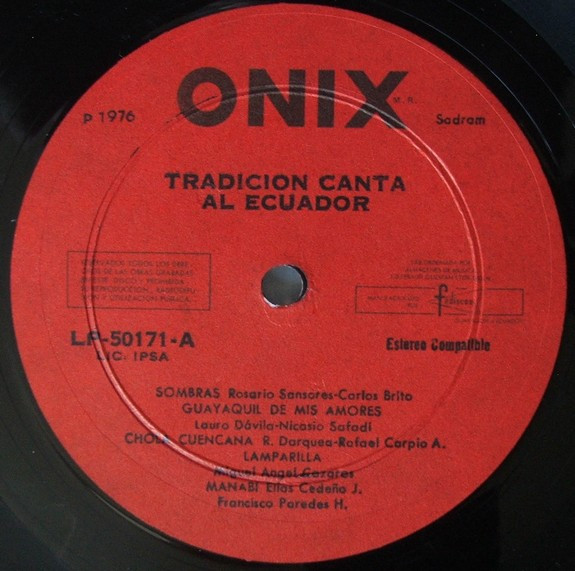 ONIX
M. R.
P 1976
Sadram
TRADICION CANTA
AL ECUADOR
LP-50171-A
LIC. IPSA
Estereo Compatible
SOMBRAS Rosario Sansores-Carlos Brito
GUAYAQUIL DE MIS AMORES
Lauro Dávila-Nicasio Safadi
CHOLA CUENCANA R. Darquea-Rafael Carpio A.
LAMPARILLA
Miguel Angel Cazares
MANABI Elías Cedeño J.
Francisco Paredes H.